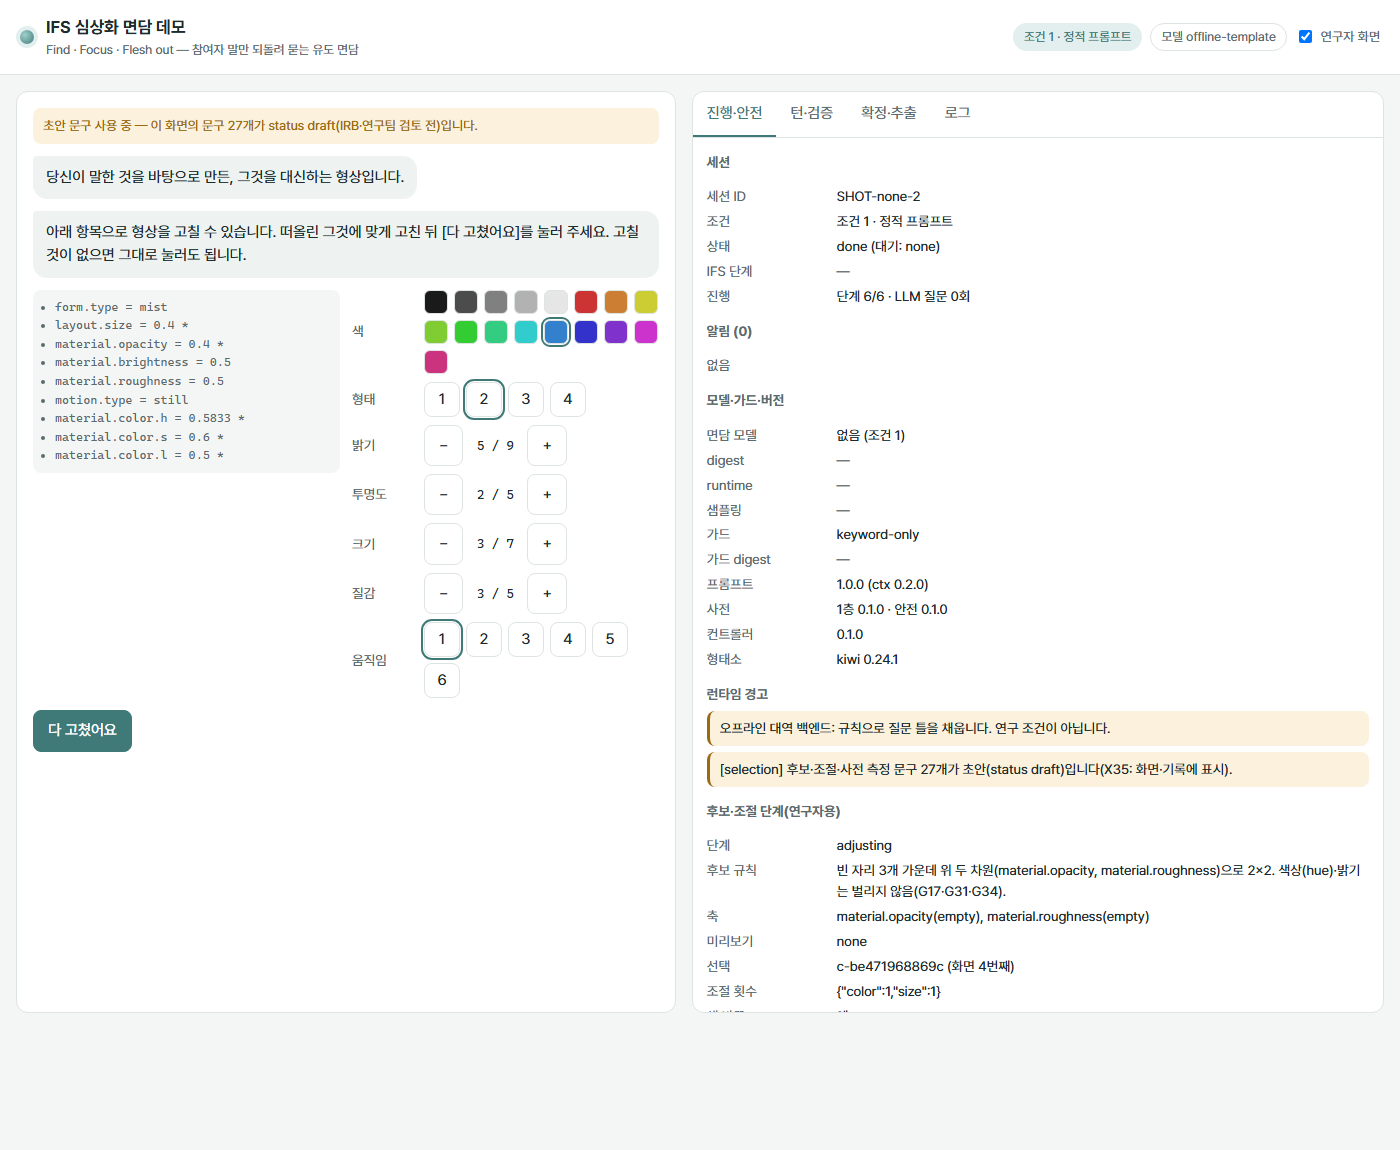 IFS 심상화 면담 데모
Find · Focus · Flesh out — 참여자 말만 되돌려 묻는 유도 면담
조건 1 · 정적 프롬프트
모델 offline-template
연구자 화면
초안 문구 사용 중 — 이 화면의 문구 27개가 status draft(IRB·연구팀 검토 전)입니다.
당신이 말한 것을 바탕으로 만든, 그것을 대신하는 형상입니다.
아래 항목으로 형상을 고칠 수 있습니다. 떠올린 그것에 맞게 고친 뒤 [다 고쳤어요]를 눌러 주세요. 고칠
것이 없으면 그대로 눌러도 됩니다.
form.type = mist
layout.size = 0.4 *
material.opacity = 0.4 *
material.brightness = 0.5
material.roughness = 0.5
motion.type = still
material.color.h = 0.5833 *
material.color.s = 0.6 *
material.color.l = 0.5 *
색
형태
1 2 3 4
밝기
− 5 / 9 +
투명도
− 2 / 5 +
크기
− 3 / 7 +
질감
− 3 / 5 +
움직임
1 2 3 4 5
6
다 고쳤어요
진행·안전 턴·검증 확정·추출 로그
세션
세션 ID SHOT-none-2
조건 조건 1 · 정적 프롬프트
상태 done (대기: none)
IFS 단계 —
진행 단계 6/6 · LLM 질문 0회
알림 (0)
없음
모델·가드·버전
면담 모델 없음 (조건 1)
digest —
runtime —
샘플링 —
가드 keyword-only
가드 digest —
프롬프트 1.0.0 (ctx 0.2.0)
사전 1층 0.1.0 · 안전 0.1.0
컨트롤러 0.1.0
형태소 kiwi 0.24.1
런타임 경고
오프라인 대역 백엔드: 규칙으로 질문 틀을 채웁니다. 연구 조건이 아닙니다.
[selection] 후보·조절·사전 측정 문구 27개가 초안(status draft)입니다(X35: 화면·기록에 표시).
후보·조절 단계(연구자용)
단계 adjusting
후보 규칙 빈 자리 3개 가운데 위 두 차원(material.opacity, material.roughness)으로 2×2. 색상(hue)·밝기
는 벌리지 않음(G17·G31·G34).
축 material.opacity(empty), material.roughness(empty)
미리보기 none
선택 c-be471968869c (화면 4번째)
조절 횟수 {"color":1,"size":1}